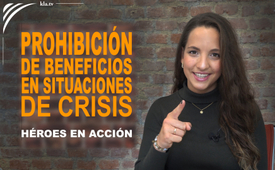 kla.tv
PROHIBICIÓN
DE BENEFICIOS
EN SITUACIONES
DE CRISIS
HÉROES EN ACCIÓN